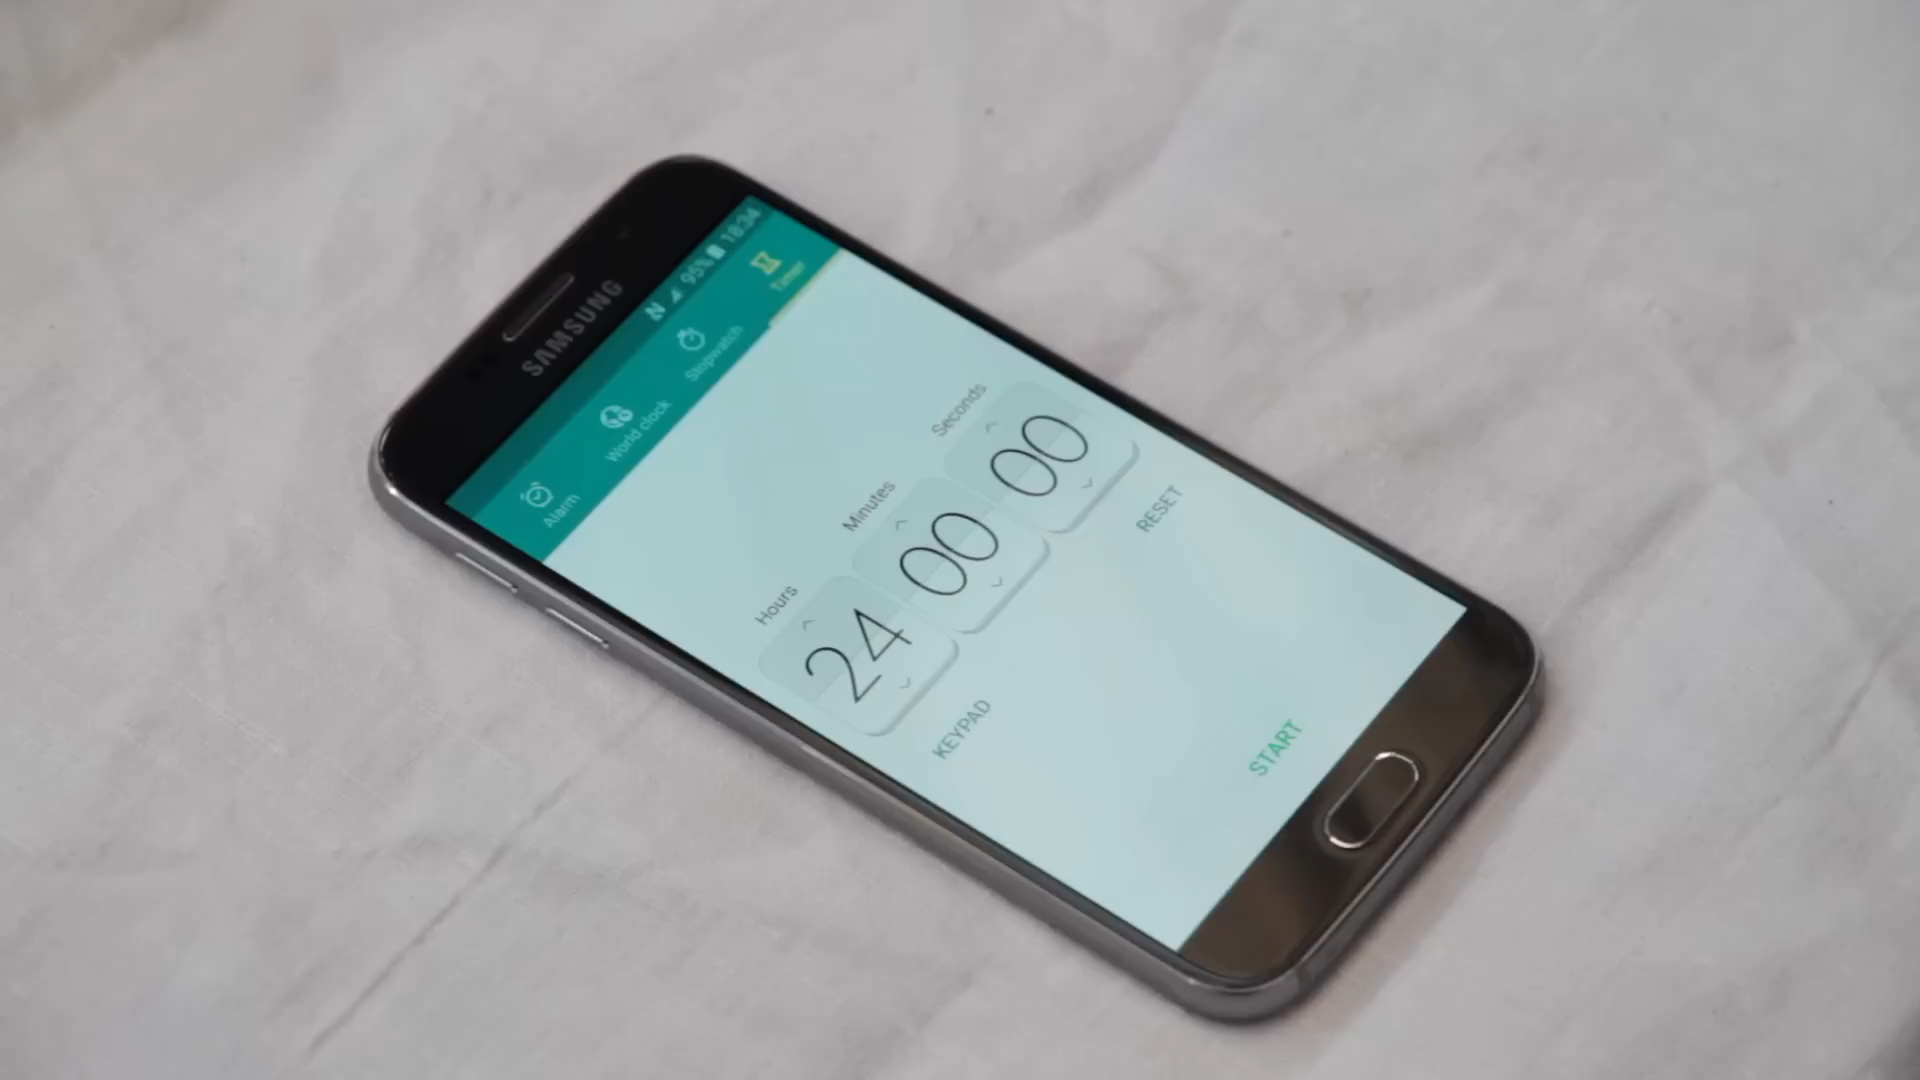 SAMSUNG
95% 18:34
Alarm
World clock
Stopwatch
Timer
Hours Minutes Seconds
24 00 00
KEYPAD RESET
START